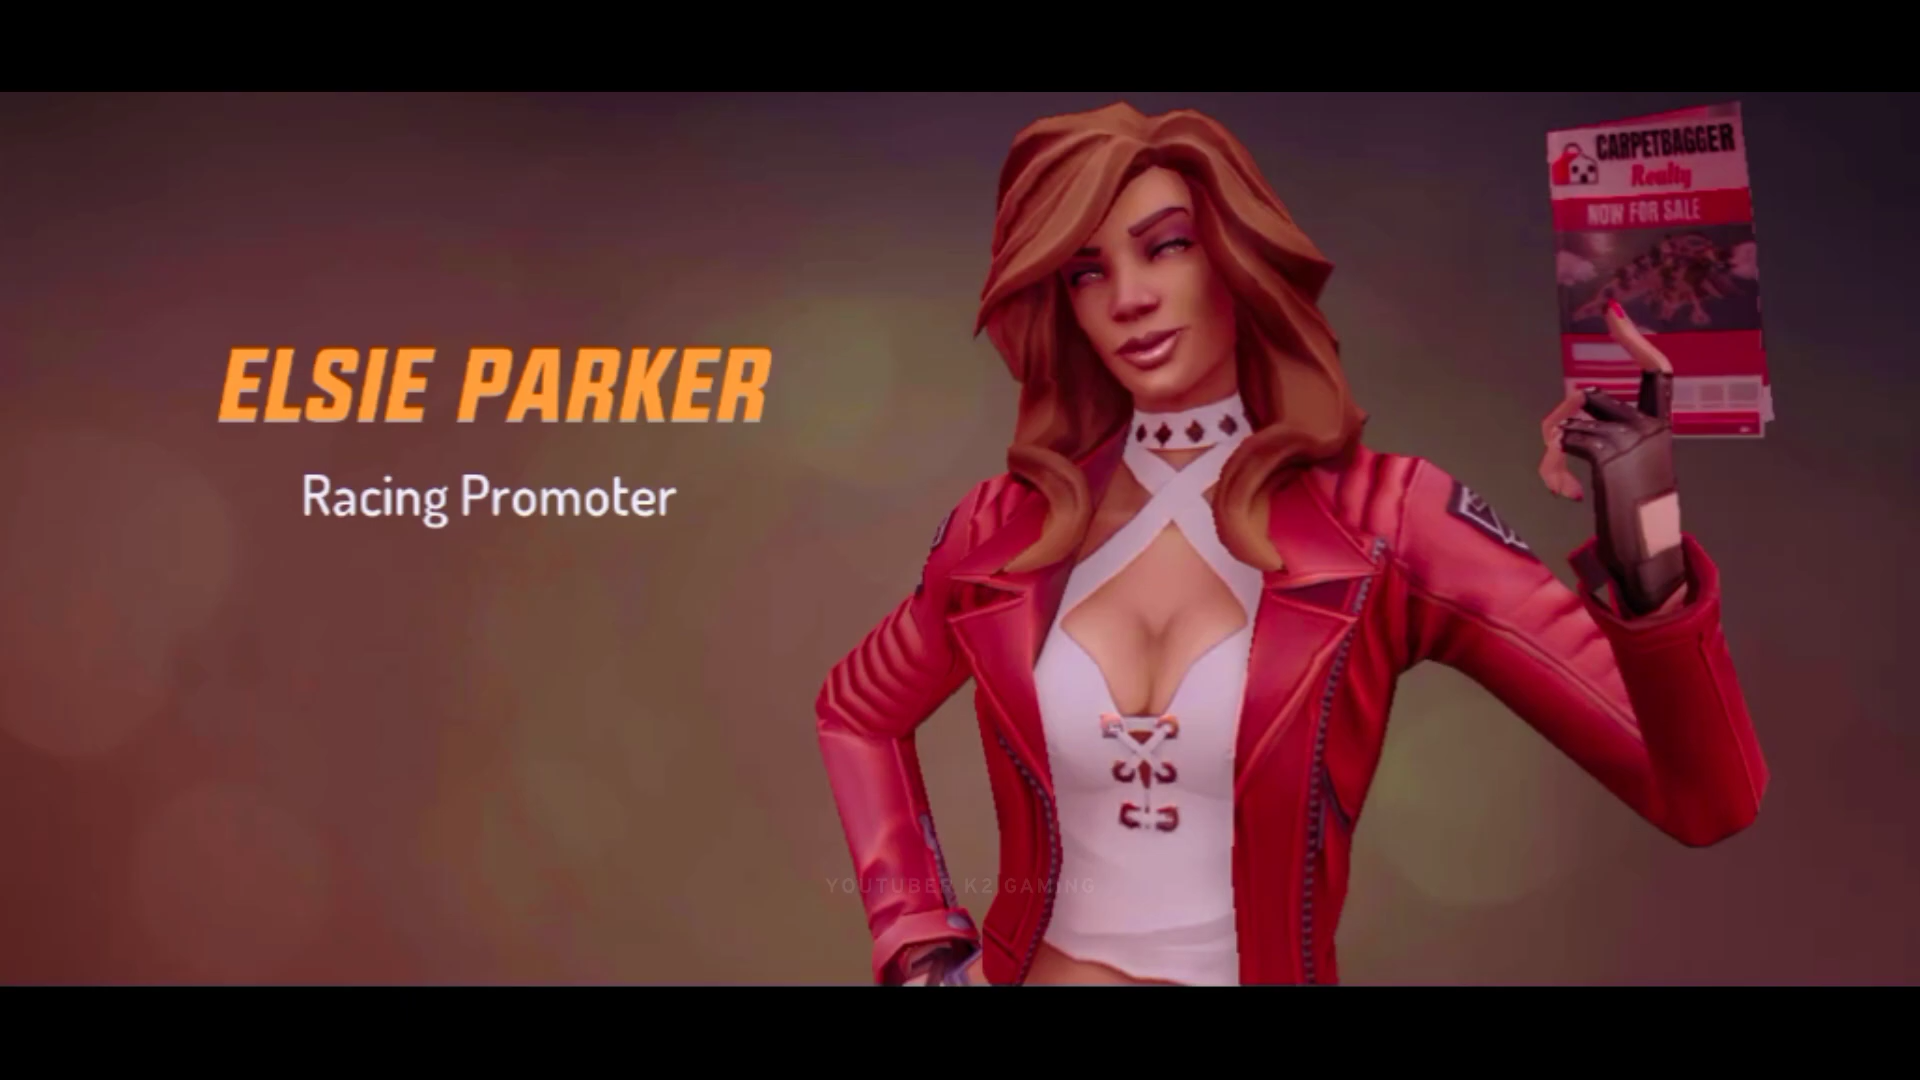 CARPETBAGGER
Realty
NOW FOR SALE
ELSIE PARKER
Racing Promoter
YOUTUBER K2 GAMING